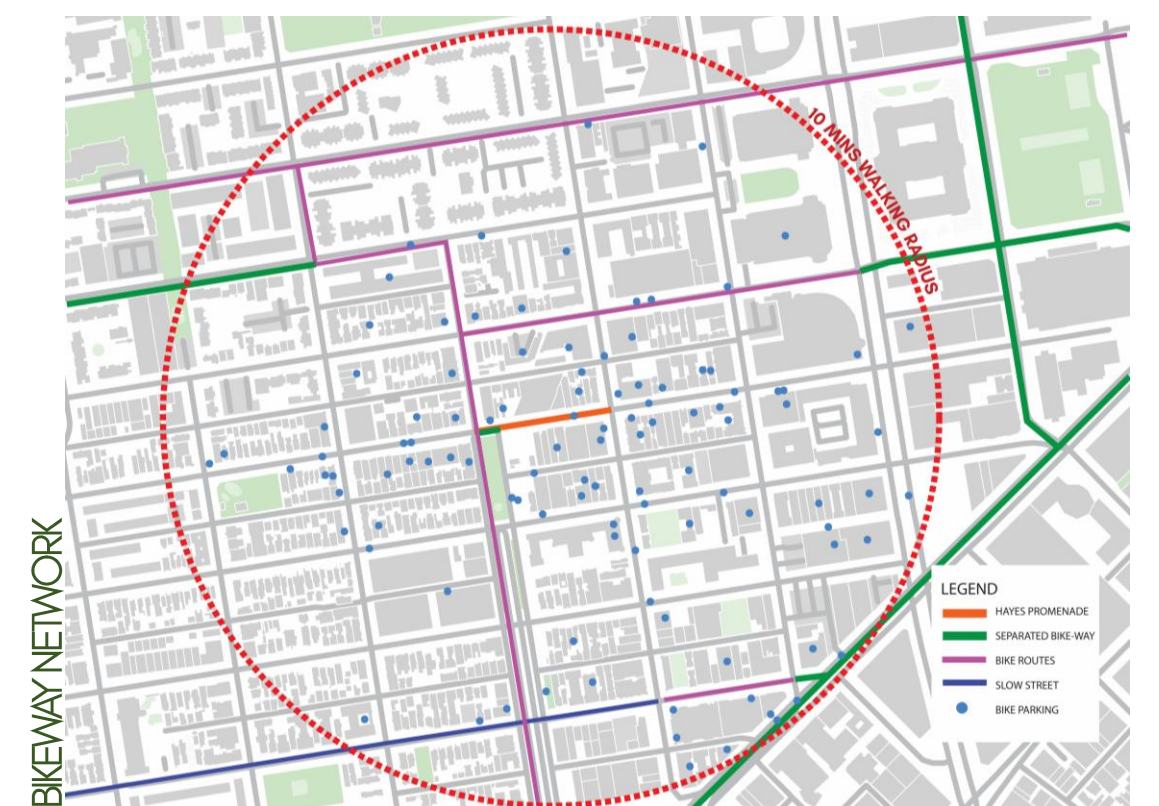 BIKEWAY NETWORK
10 MINS WALKING RADIUS
LEGEND
HAYES PROMENADE
SEPARATED BIKE-WAY
BIKE ROUTES
SLOW STREET
BIKE PARKING